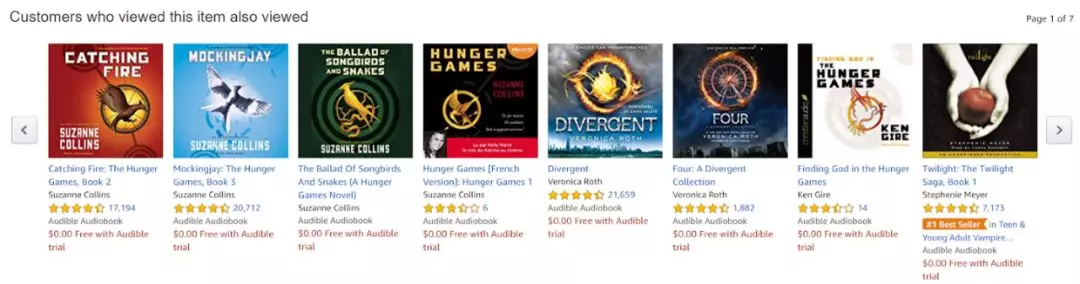 Customers who viewed this item also viewed
Page 1 of 7
CATCHING
FIRE
SUZANNE
COLLINS
MOCKINGJAY
SUZANNE COLLINS
THE BALLAD OF
SONGBIRDS
AND SNAKES
SUZANNE COLLINS
HUNGER
GAMES
SUZANNE
COLLINS
DIVERGENT
VERONICA ROTH
FOUR
VERONICA ROTH
FINDING GOD IN
THE
HUNGER
GAMES
KEN
GIRE
christianaudio
twilight
STEPHENIE MEYER
Catching Fire: The Hunger
Games, Book 2
Suzanne Collins
17,194
Audible Audiobook
$0.00 Free with Audible
trial
Mockingjay: The Hunger
Games, Book 3
Suzanne Collins
20,712
Audible Audiobook
$0.00 Free with Audible
trial
The Ballad Of Songbirds
And Snakes (A Hunger
Games Novel)
Suzanne Collins
Audible Audiobook
$0.00 Free with Audible
trial
Hunger Games [French
Version]: Hunger Games 1
Suzanne Collins
6
Audible Audiobook
$0.00 Free with Audible
trial
Divergent
Veronica Roth
21,659
Audible Audiobook
$0.00 Free with Audible
trial
Four: A Divergent
Collection
Veronica Roth
1,882
Audible Audiobook
$0.00 Free with Audible
trial
Finding God in the Hunger
Games
Ken Gire
14
Audible Audiobook
$0.00 Free with Audible
trial
Twilight: The Twilight
Saga, Book 1
Stephenie Meyer
7,173
#1 Best Seller in Teen &
Young Adult Vampire...
Audible Audiobook
$0.00 Free with Audible
trial